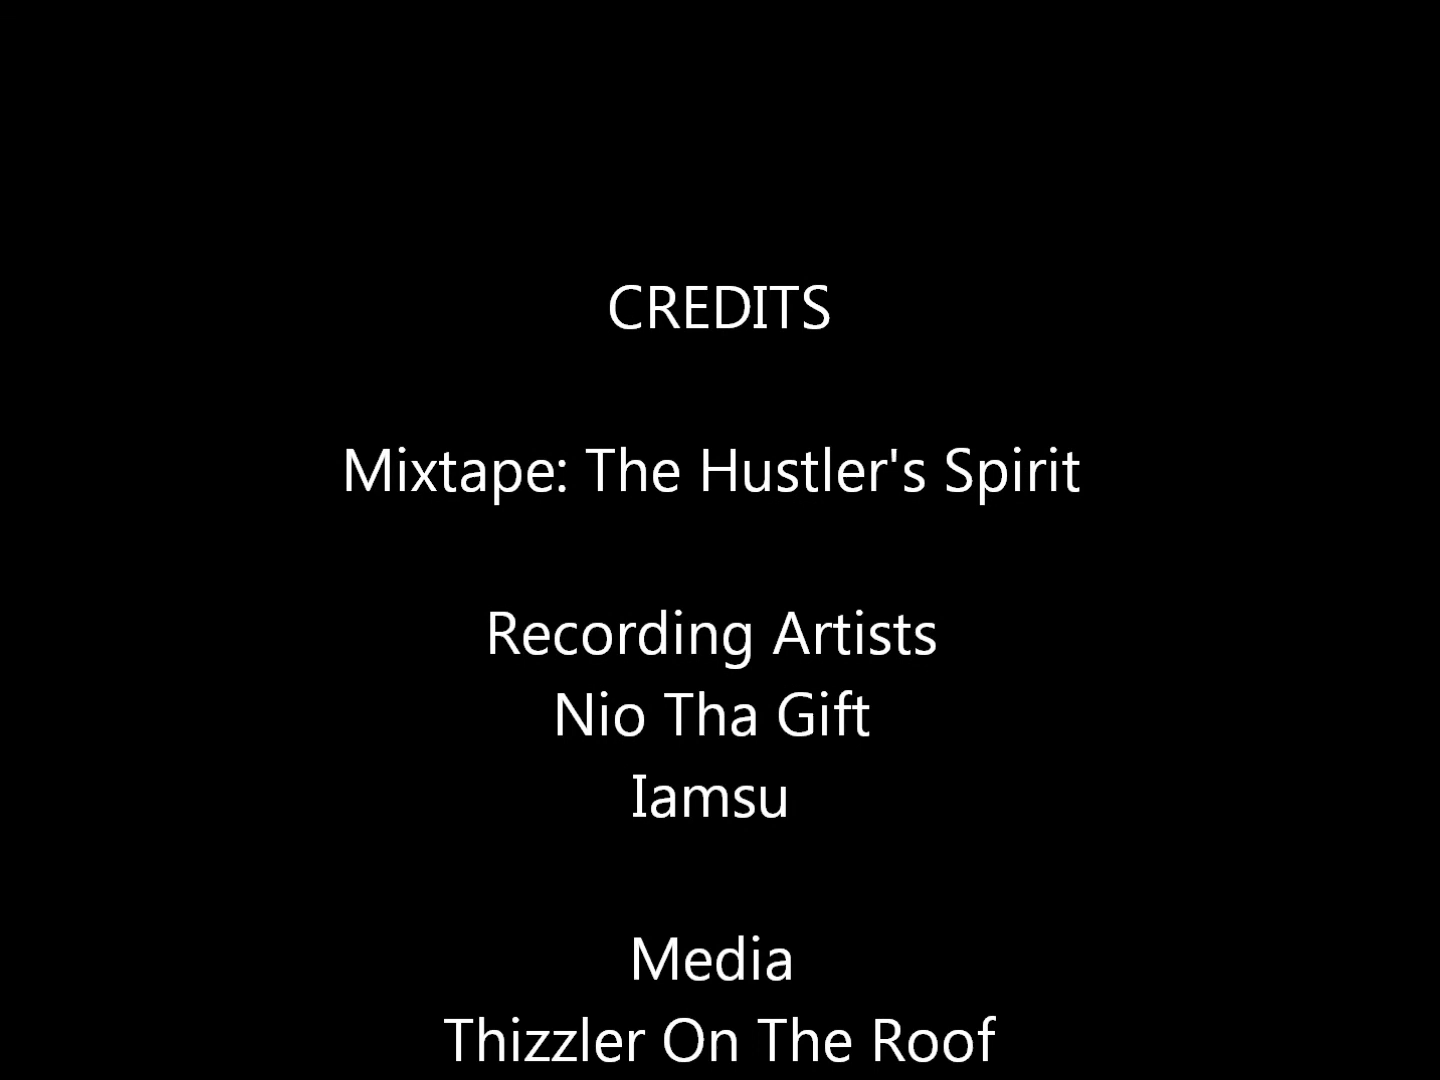 CREDITS
Mixtape: The Hustler's Spirit
Recording Artists
Nio Tha Gift
Iamsu
Media
Thizzler On The Roof